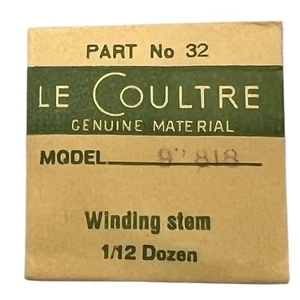 PART No 32
LE COULTRE
GENUINE MATERIAL
MODEL 9''' 818
Winding stem
1/12 Dozen